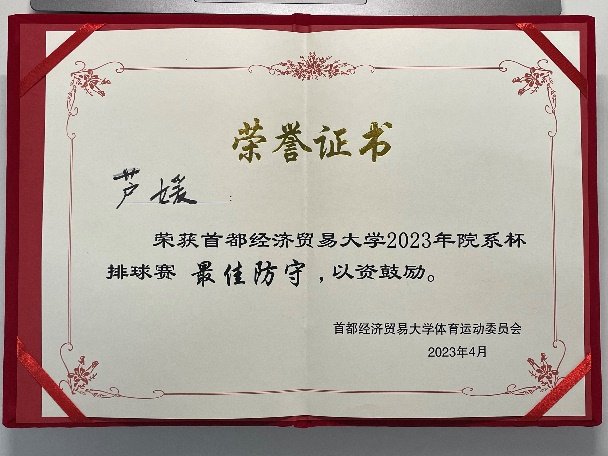 荣誉证书
芦媛：
荣获首都经济贸易大学2023年院系杯
排球赛 最佳防守，以资鼓励。
首都经济贸易大学体育运动委员会
2023年4月